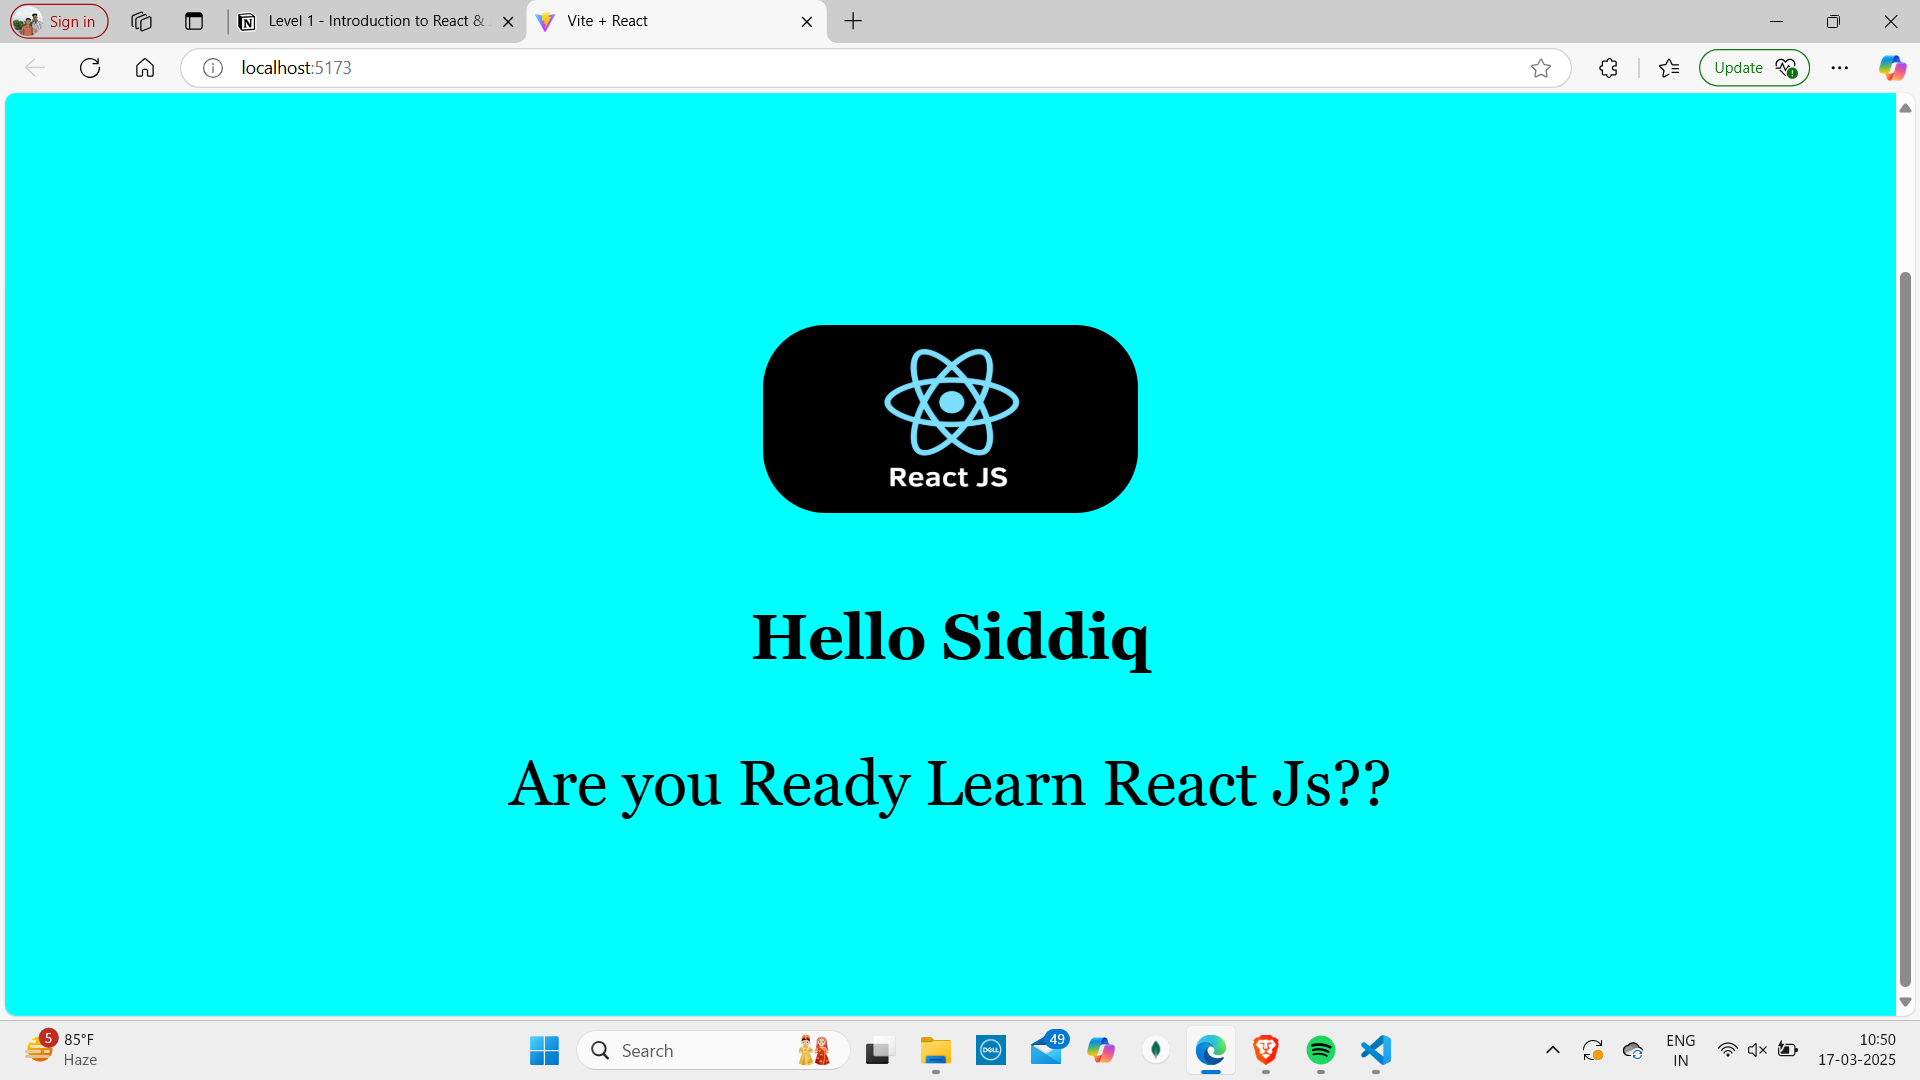 Sign in
Level 1 - Introduction to React &
Vite + React
localhost:5173
Update
React JS
Hello Siddiq
Are you Ready Learn React Js??
5
85°F
Haze
Search
DELL
49
ENG
IN
10:50
17-03-2025